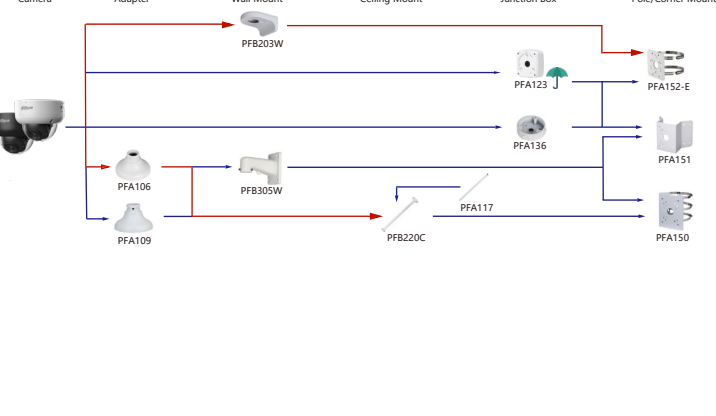 Camera Adapter Wall Mount Ceiling Mount Junction Box Pole/Corner Mount
PFB203W
PFA123
PFA152-E
PFA136
PFA151
PFA106
PFB305W
PFA117
PFA109
PFB220C
PFA150